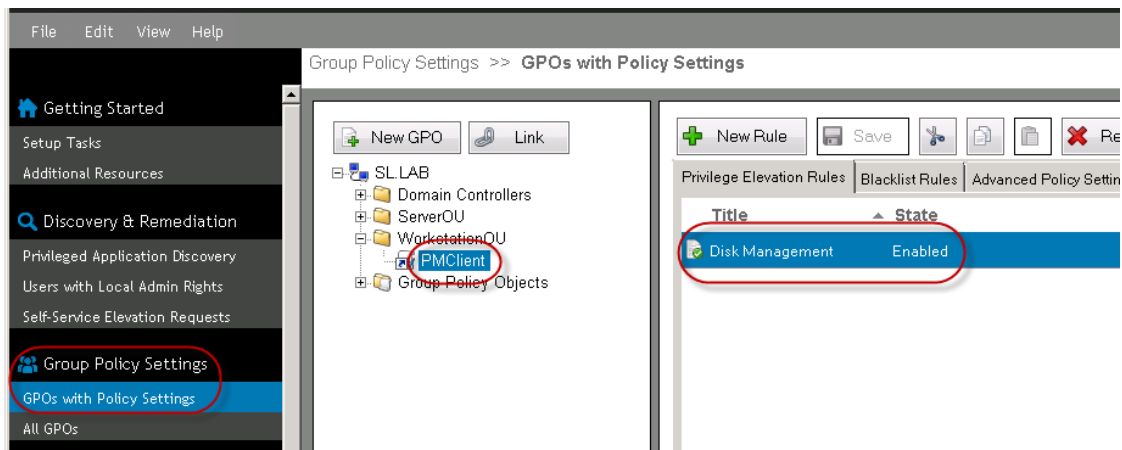 File Edit View Help
Group Policy Settings >> GPOs with Policy Settings
Getting Started
Setup Tasks
Additional Resources
Discovery & Remediation
Privileged Application Discovery
Users with Local Admin Rights
Self-Service Elevation Requests
Group Policy Settings
GPOs with Policy Settings
All GPOs
New GPO Link
SL.LAB
Domain Controllers
ServerOU
WorkstationOU
PMClient
Group Policy Objects
New Rule Save Re
Privilege Elevation Rules Blacklist Rules Advanced Policy Settin
Title State
Disk Management Enabled